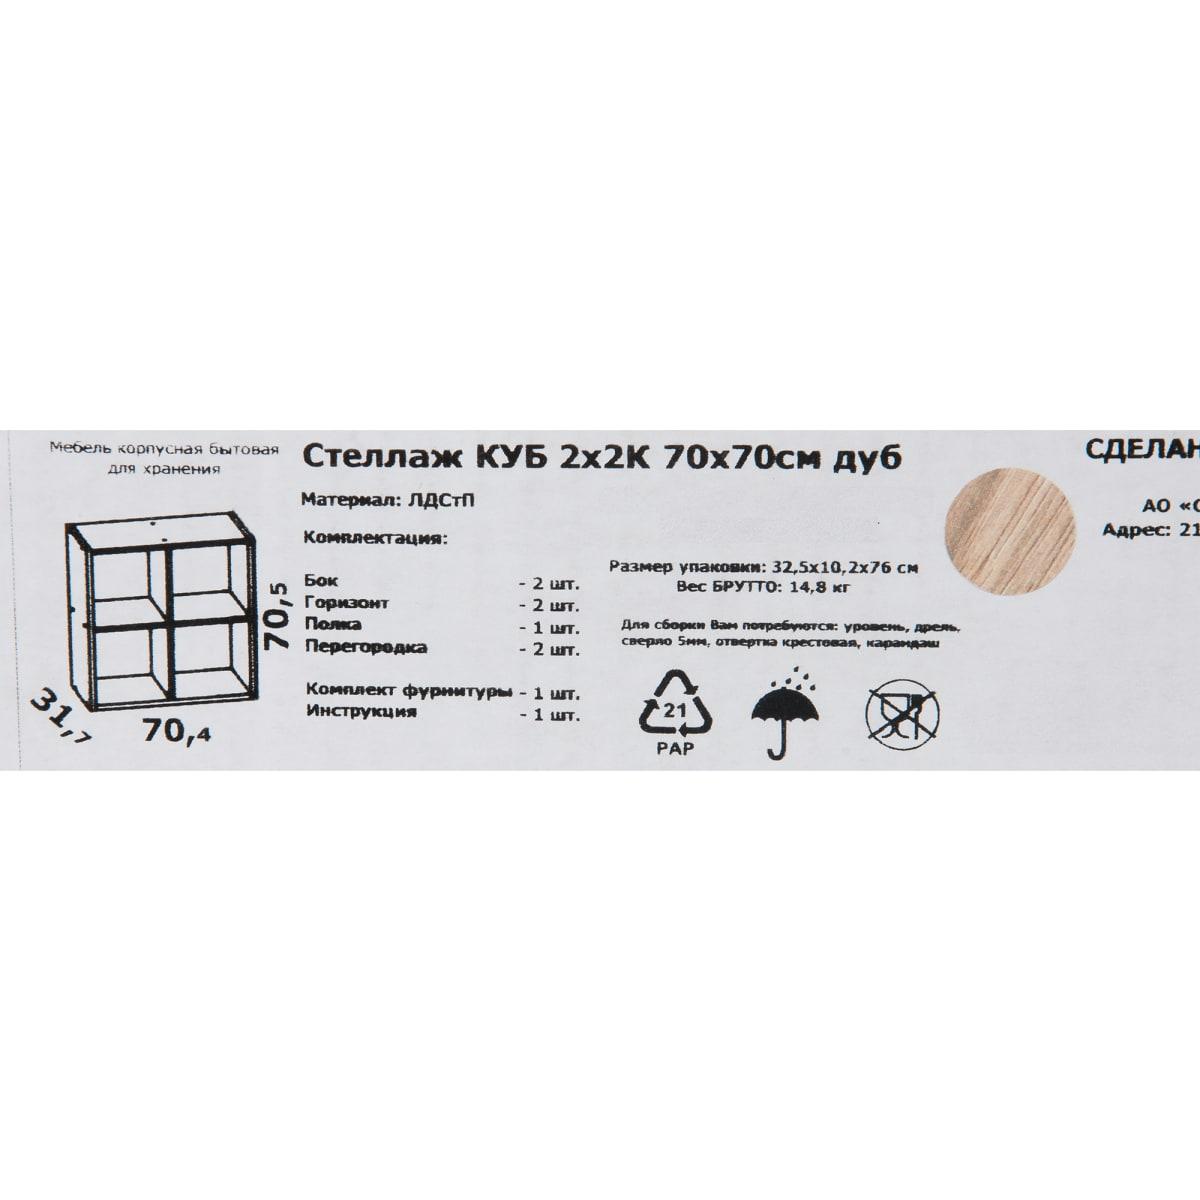 Мебель корпусная бытовая
для хранения
70,5
31,7
70,4
Стеллаж КУБ 2х2К 70х70см дуб
Материал: ЛДСтП
Комплектация:
Бок - 2 шт.
Горизонт - 2 шт.
Полка - 1 шт.
Перегородка - 2 шт.
Комплект фурнитуры - 1 шт.
Инструкция - 1 шт.
Размер упаковки: 32,5х10,2х76 см
Вес БРУТТО: 14,8 кг
Для сборки Вам потребуются: уровень, дрель,
сверло 5мм, отвертка крестовая, карандаш
21
PAP
СДЕЛАН
АО «
Адрес: 21